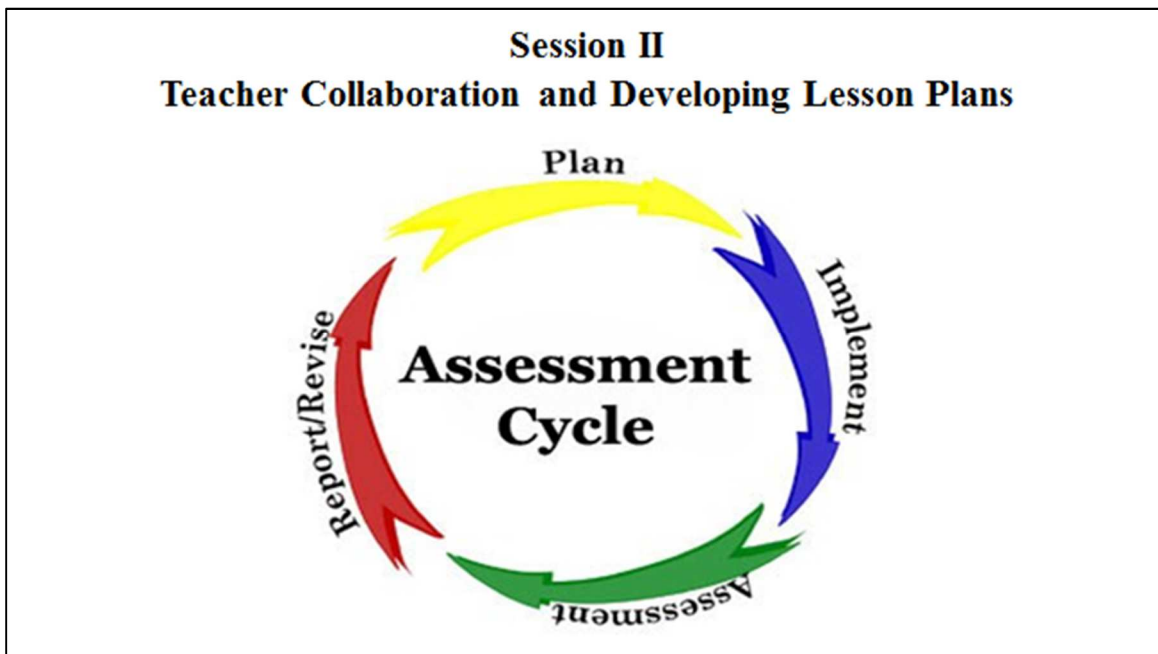 Session II
Teacher Collaboration and Developing Lesson Plans
Plan
Implement
Assessment
Cycle
Report/Revise
Assessment